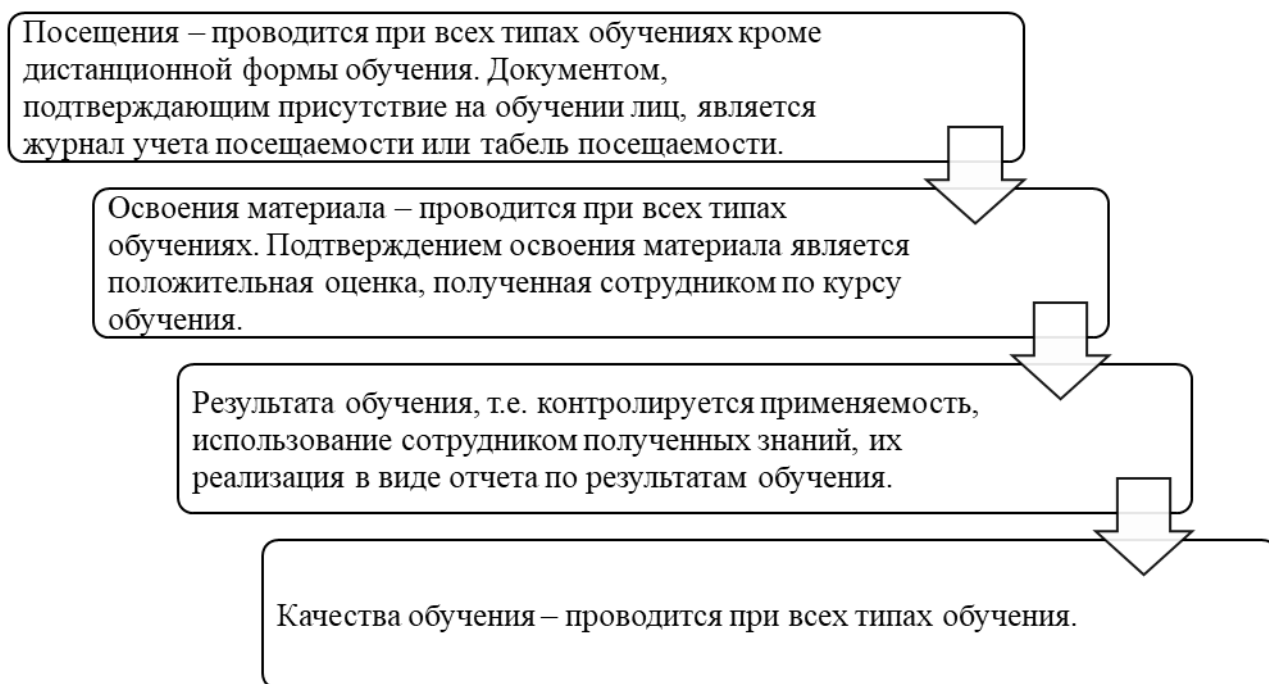 Посещения – проводится при всех типах обучениях кроме
дистанционной формы обучения. Документом,
подтверждающим присутствие на обучении лиц, является
журнал учета посещаемости или табель посещаемости.
Освоения материала – проводится при всех типах
обучениях. Подтверждением освоения материала является
положительная оценка, полученная сотрудником по курсу
обучения.
Результата обучения, т.е. контролируется применяемость,
использование сотрудником полученных знаний, их
реализация в виде отчета по результатам обучения.
Качества обучения – проводится при всех типах обучения.